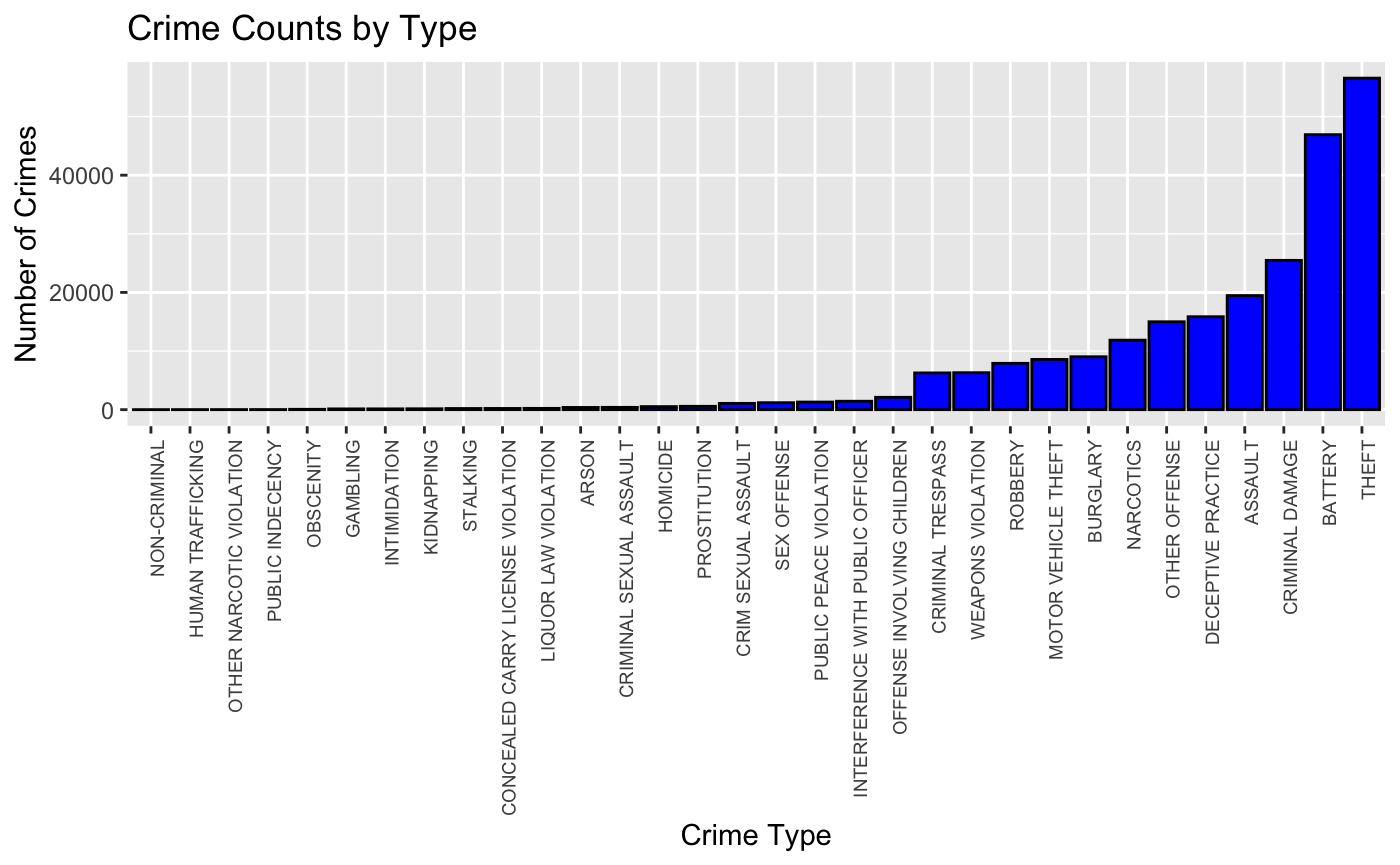 Crime Counts by Type
Number of Crimes
40000
20000
0
NON-CRIMINAL
HUMAN TRAFFICKING
OTHER NARCOTIC VIOLATION
PUBLIC INDECENCY
OBSCENITY
GAMBLING
INTIMIDATION
KIDNAPPING
STALKING
CONCEALED CARRY LICENSE VIOLATION
LIQUOR LAW VIOLATION
ARSON
CRIMINAL SEXUAL ASSAULT
HOMICIDE
PROSTITUTION
CRIM SEXUAL ASSAULT
SEX OFFENSE
PUBLIC PEACE VIOLATION
INTERFERENCE WITH PUBLIC OFFICER
OFFENSE INVOLVING CHILDREN
CRIMINAL TRESPASS
WEAPONS VIOLATION
ROBBERY
MOTOR VEHICLE THEFT
BURGLARY
NARCOTICS
OTHER OFFENSE
DECEPTIVE PRACTICE
ASSAULT
CRIMINAL DAMAGE
BATTERY
THEFT
Crime Type